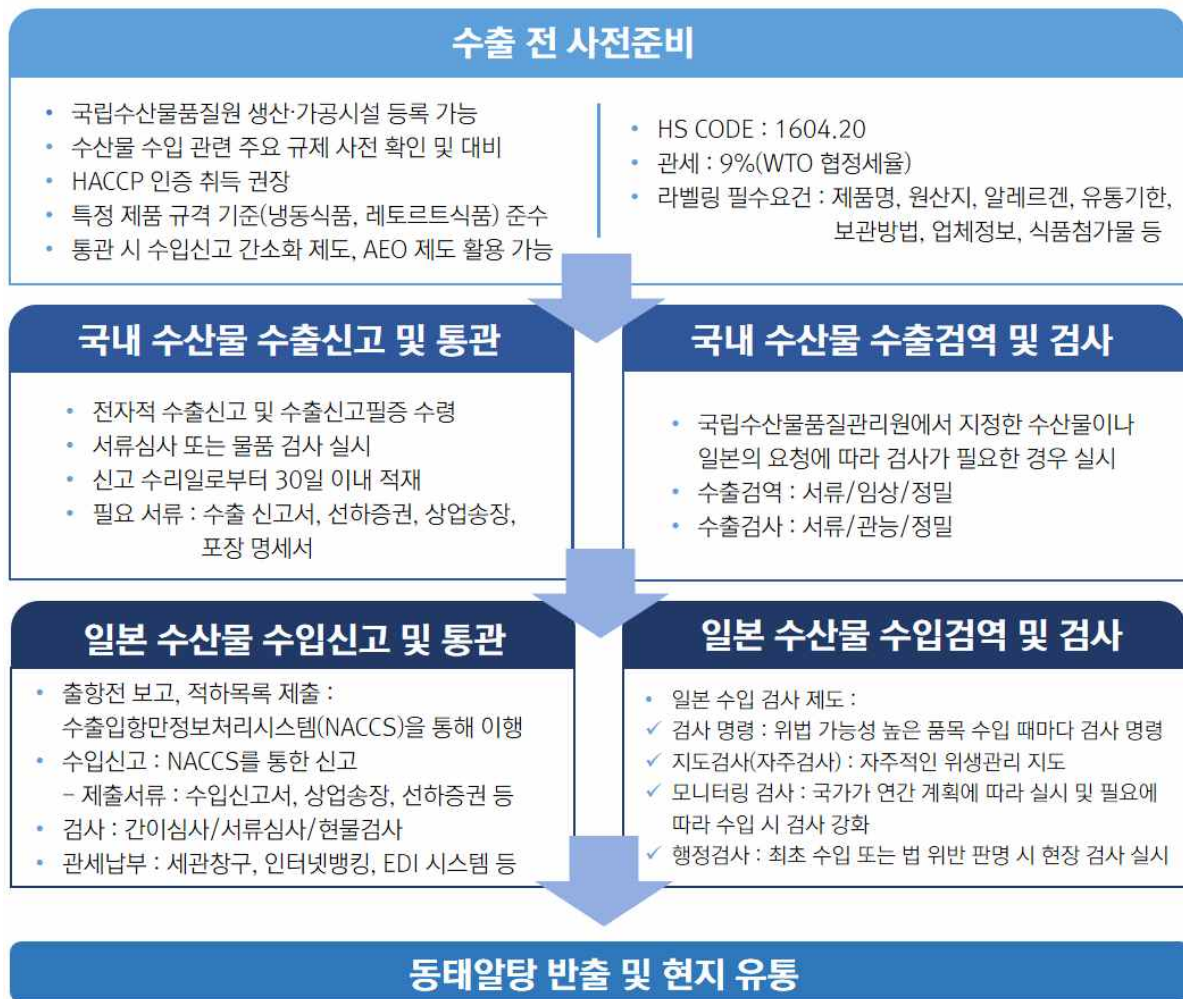 수출 전 사전준비
• 국립수산물품질원 생산·가공시설 등록 가능
• 수산물 수입 관련 주요 규제 사전 확인 및 대비
• HACCP 인증 취득 권장
• 특정 제품 규격 기준(냉동식품, 레토르트식품) 준수
• 통관 시 수입신고 간소화 제도, AEO 제도 활용 가능
• HS CODE : 1604.20
• 관세 : 9%(WTO 협정세율)
• 라벨링 필수요건 : 제품명, 원산지, 알레르겐, 유통기한,
보관방법, 업체정보, 식품첨가물 등
국내 수산물 수출신고 및 통관
• 전자적 수출신고 및 수출신고필증 수령
• 서류심사 또는 물품 검사 실시
• 신고 수리일로부터 30일 이내 적재
• 필요 서류 : 수출 신고서, 선하증권, 상업송장,
포장 명세서
국내 수산물 수출검역 및 검사
• 국립수산물품질관리원에서 지정한 수산물이나
일본의 요청에 따라 검사가 필요한 경우 실시
• 수출검역 : 서류/임상/정밀
• 수출검사 : 서류/관능/정밀
일본 수산물 수입신고 및 통관
• 출항전 보고, 적하목록 제출 :
수출입항만정보처리시스템(NACCS)을 통해 이행
• 수입신고 : NACCS를 통한 신고
– 제출서류 : 수입신고서, 상업송장, 선하증권 등
• 검사 : 간이심사/서류심사/현물검사
• 관세납부 : 세관창구, 인터넷뱅킹, EDI 시스템 등
일본 수산물 수입검역 및 검사
• 일본 수입 검사 제도 :
✓ 검사 명령 : 위법 가능성 높은 품목 수입 때마다 검사 명령
✓ 지도검사(자주검사) : 자주적인 위생관리 지도
✓ 모니터링 검사 : 국가가 연간 계획에 따라 실시 및 필요에
따라 수입 시 검사 강화
✓ 행정검사 : 최초 수입 또는 법 위반 판명 시 현장 검사 실시
동태알탕 반출 및 현지 유통